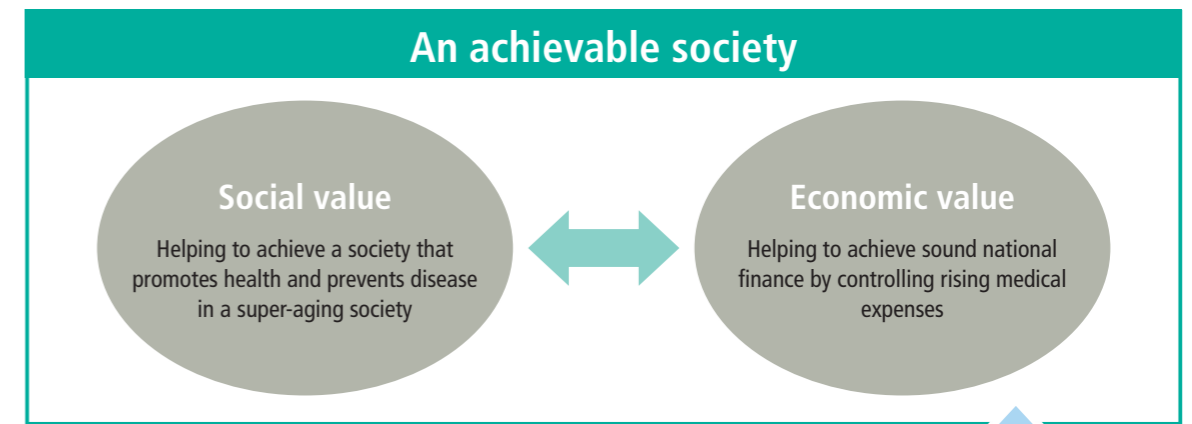 An achievable society
Social value
Helping to achieve a society that
promotes health and prevents disease
in a super-aging society
Economic value
Helping to achieve sound national
finance by controlling rising medical
expenses